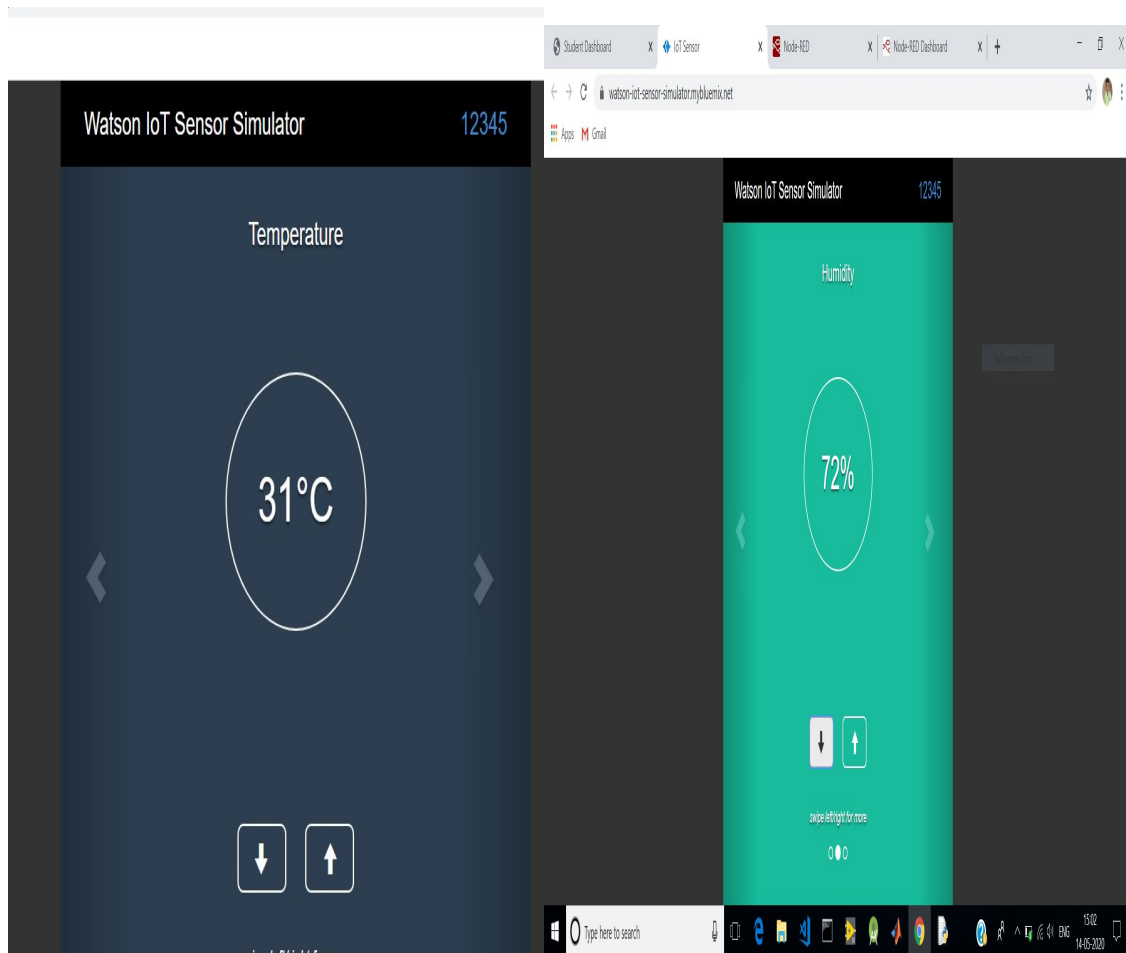 Watson IoT Sensor Simulator 12345
Temperature
31°C
Student Dashboard X IoT Sensor X Node-RED X Node-RED Dashboard X +
watson-iot-sensor-simulator.mybluemix.net
Apps M Gmail
Watson IoT Sensor Simulator 12345
Humidity
72%
swipe left/right for more
Type here to search
ENG 15:02
14-05-2020